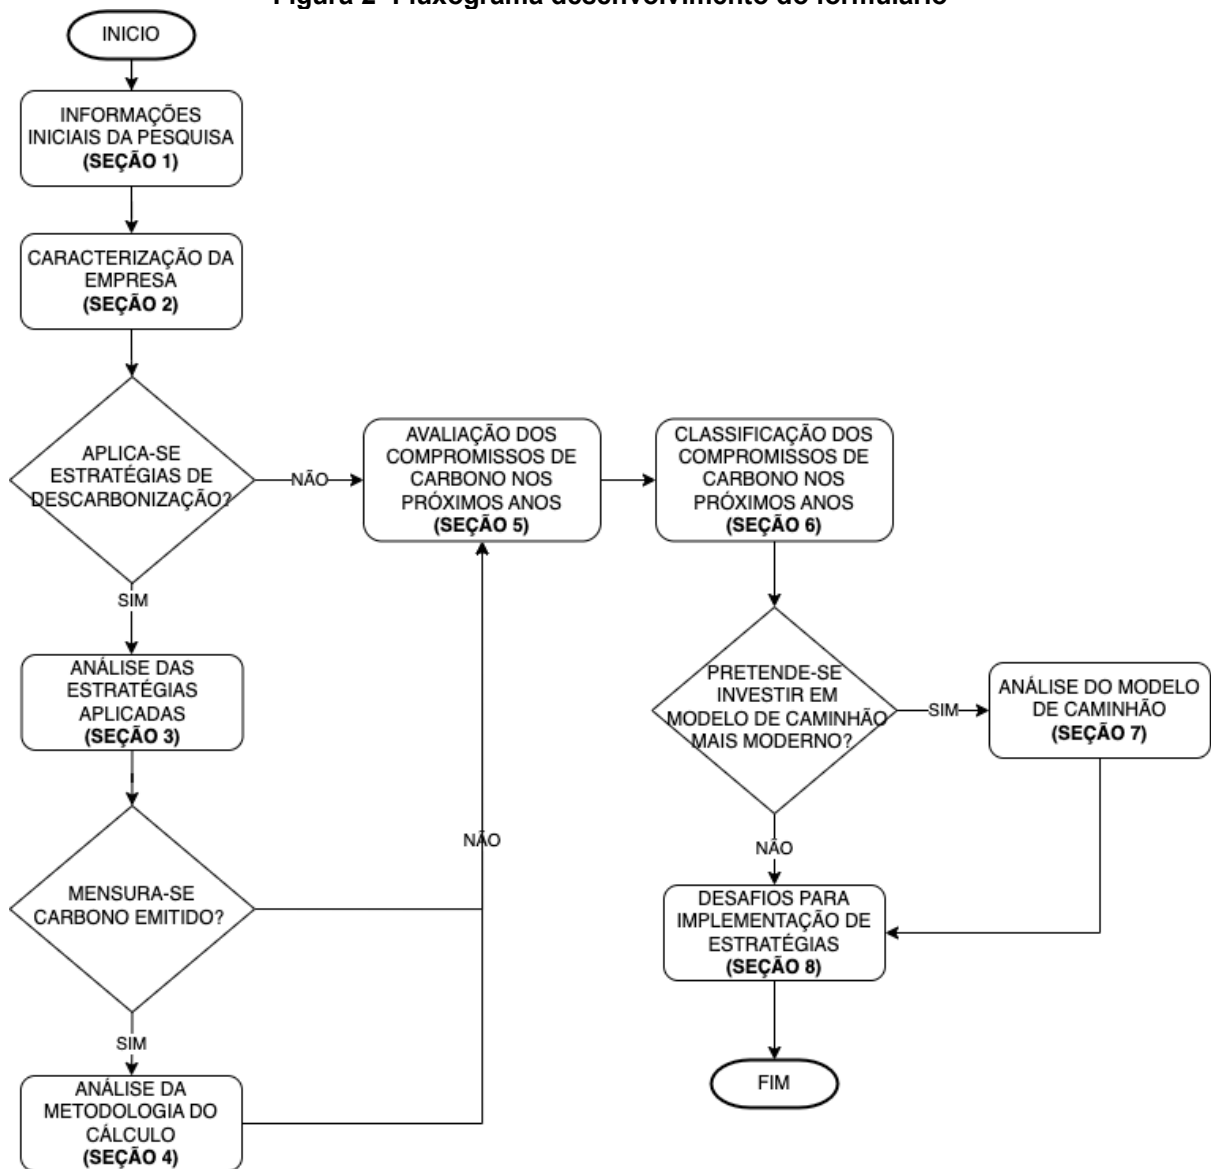 Figura 2- Fluxograma desenvolvimento do formulário
INICIO
INFORMAÇÕES
INICIAIS DA PESQUISA
(SEÇÃO 1)
CARACTERIZAÇÃO DA
EMPRESA
(SEÇÃO 2)
APLICA-SE
ESTRATÉGIAS DE
DESCARBONIZAÇÃO?
NÃO
SIM
ANÁLISE DAS
ESTRATÉGIAS
APLICADAS
(SEÇÃO 3)
MENSURA-SE
CARBONO EMITIDO?
NÃO
SIM
ANÁLISE DA
METODOLOGIA DO
CÁLCULO
(SEÇÃO 4)
AVALIAÇÃO DOS
COMPROMISSOS DE
CARBONO NOS
PRÓXIMOS ANOS
(SEÇÃO 5)
CLASSIFICAÇÃO DOS
COMPROMISSOS DE
CARBONO NOS
PRÓXIMOS ANOS
(SEÇÃO 6)
PRETENDE-SE
INVESTIR EM
MODELO DE CAMINHÃO
MAIS MODERNO?
SIM
ANÁLISE DO MODELO
DE CAMINHÃO
(SEÇÃO 7)
NÃO
DESAFIOS PARA
IMPLEMENTAÇÃO DE
ESTRATÉGIAS
(SEÇÃO 8)
FIM